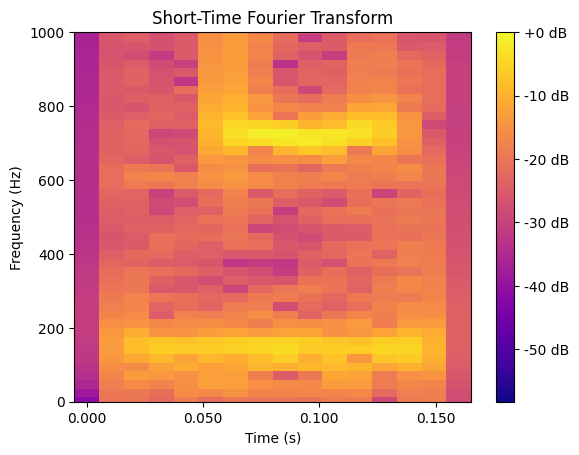 Short-Time Fourier Transform
1000
800
600
400
200
0
Frequency (Hz)
0.000
0.050
0.100
0.150
Time (s)
+0 dB
-10 dB
-20 dB
-30 dB
-40 dB
-50 dB